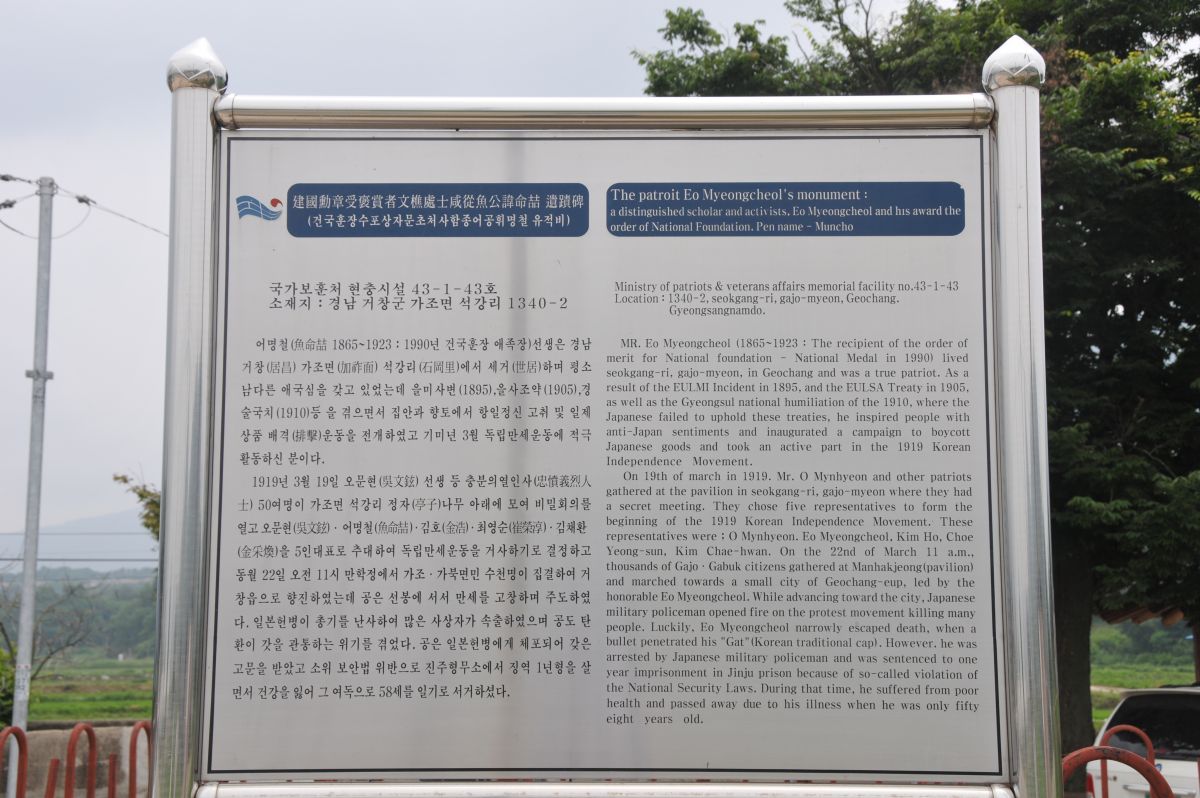 建國勳章受褒賞者文樵處士咸從魚公諱命喆 遺蹟碑
(건국훈장수포상자문초처사함종어공휘명철 유적비)
국가보훈처 현충시설 43-1-43호
소재지 : 경남 거창군 가조면 석강리 1340-2
어명철(魚命喆 1865~1923 : 1990년 건국훈장 애족장)선생은 경남
거창(居昌) 가조면(加祚面) 석강리(石岡里)에서 세거(世居)하며 평소
남다른 애국심을 갖고 있었는데 을미사변(1895),을사조약(1905),경
술국치(1910)등 을 겪으면서 집안과 향토에서 항일정신 고취 및 일제
상품 배격(排擊)운동을 전개하였고 기미년 3월 독립만세운동에 적극
활동하신 분이다.
1919년 3월 19일 오문현(吳文鉉) 선생 등 충분의열인사(忠憤義烈人
士) 50여명이 가조면 석강리 정자(亭子)나무 아래에 모여 비밀회의를
열고 오문현(吳文鉉)·어명철(魚命喆)·김호(金浩)·최영순(崔榮淳)·김채환
(金采煥)을 5인대표로 추대하여 독립만세운동을 거사하기로 결정하고
동월 22일 오전 11시 만학정에서 가조·가북면민 수천명이 집결하여 거
창읍으로 향진하였는데 공은 선봉에 서서 만세를 고창하며 주도하였
다. 일본헌병이 총기를 난사하여 많은 사상자가 속출하였으며 공도 탄
환이 갓을 관통하는 위기를 겪었다. 공은 일본헌병에게 체포되어 갖은
고문을 받았고 소위 보안법 위반으로 진주형무소에서 징역 1년형을 살
면서 건강을 잃어 그 여독으로 58세를 일기로 서거하셨다.
The patroit Eo Myeongcheol's monument :
a distinguished scholar and activists, Eo Myeongcheol and his award the
order of National Foundation. Pen name - Muncho
Ministry of patriots & veterans affairs memorial facility no.43-1-43
Location : 1340-2, seokgang-ri, gajo-myeon, Geochang.
Gyeongsangnamdo.
MR. Eo Myeongcheol (1865~1923 : The recipient of the order of
merit for National foundation - National Medal in 1990) lived
seokgang-ri, gajo-myeon, in Geochang and was a true patriot. As a
result of the EULMI Incident in 1895, and the EULSA Treaty in 1905,
as well as the Gyeongsul national humiliation of the 1910, where the
Japanese failed to uphold these treaties, he inspired people with
anti-Japan sentiments and inaugurated a campaign to boycott
Japanese goods and took an active part in the 1919 Korean
Independence Movement.
On 19th of march in 1919. Mr. O Mynhyeon and other patriots
gathered at the pavilion in seokgang-ri, gajo-myeon where they had
a secret meeting. They chose five representatives to form the
beginning of the 1919 Korean Independence Movement. These
representatives were ; O Mynhyeon. Eo Myeongcheol, Kim Ho, Choe
Yeong-sun, Kim Chae-hwan. On the 22nd of March 11 a.m.,
thousands of Gajo · Gabuk citizens gathered at Manhakjeong(pavilion)
and marched towards a small city of Geochang-eup, led by the
honorable Eo Myeongcheol. While advancing toward the city, Japanese
military policeman opened fire on the protest movement killing many
people. Luckily, Eo Myeongcheol narrowly escaped death, when a
bullet penetrated his "Gat"(Korean traditional cap). However, he was
arrested by Japanese military policeman and was sentenced to one
year imprisonment in Jinju prison because of so-called violation of
the National Security Laws. During that time, he suffered from poor
health and passed away due to his illness when he was only fifty
eight years old.